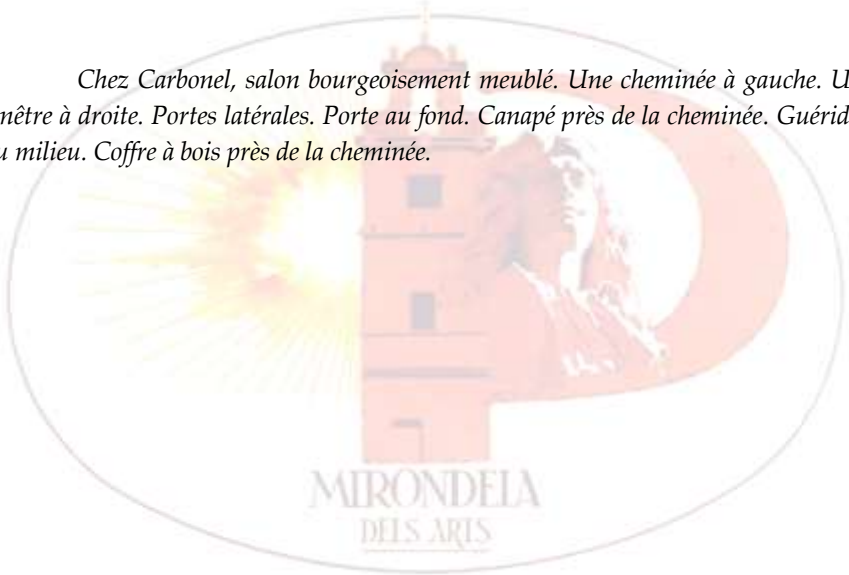 Chez Carbonel, salon bourgeoisement meublé. Une cheminée à gauche. U
nêtre à droite. Portes latérales. Porte au fond. Canapé près de la cheminée. Guérid
u milieu. Coffre à bois près de la cheminée.
MIRONDELA
DELS ARTS